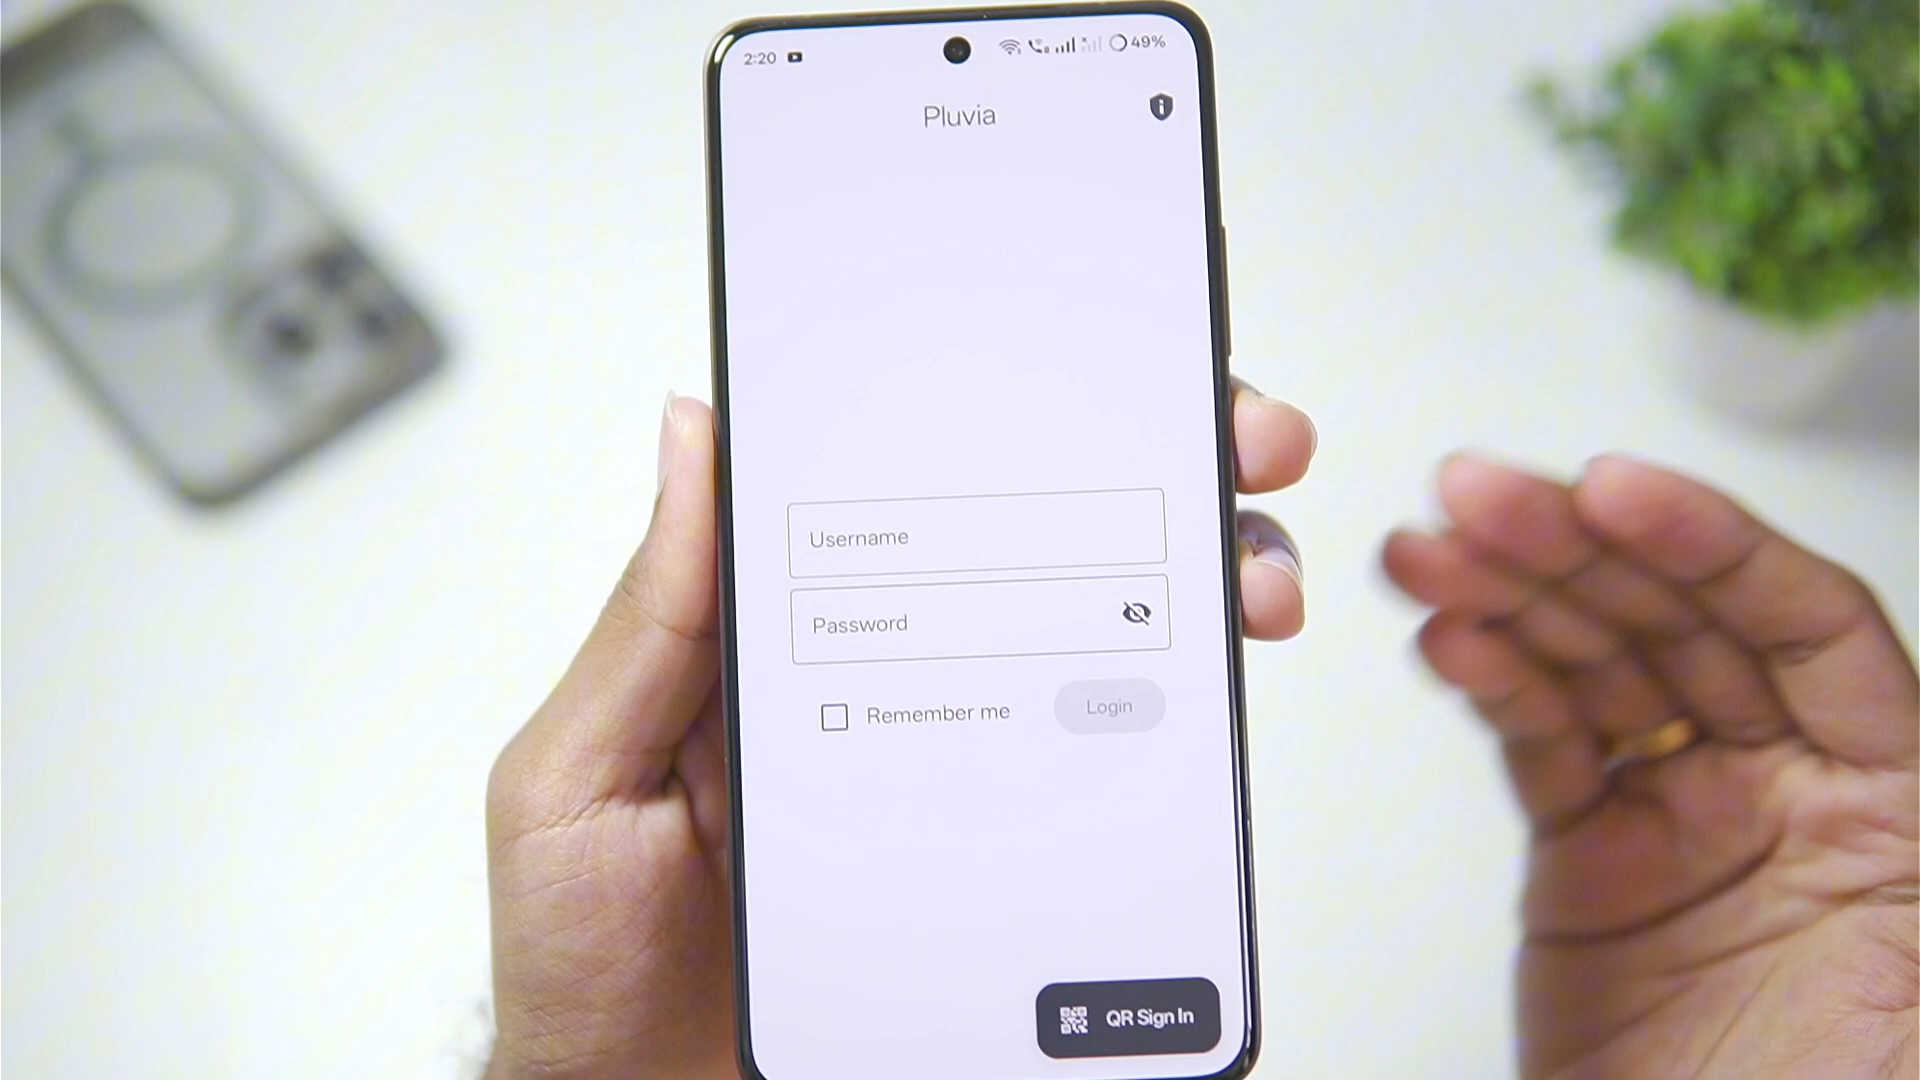 2:20
49%
Pluvia
Username
Password
Remember me
Login
QR Sign In